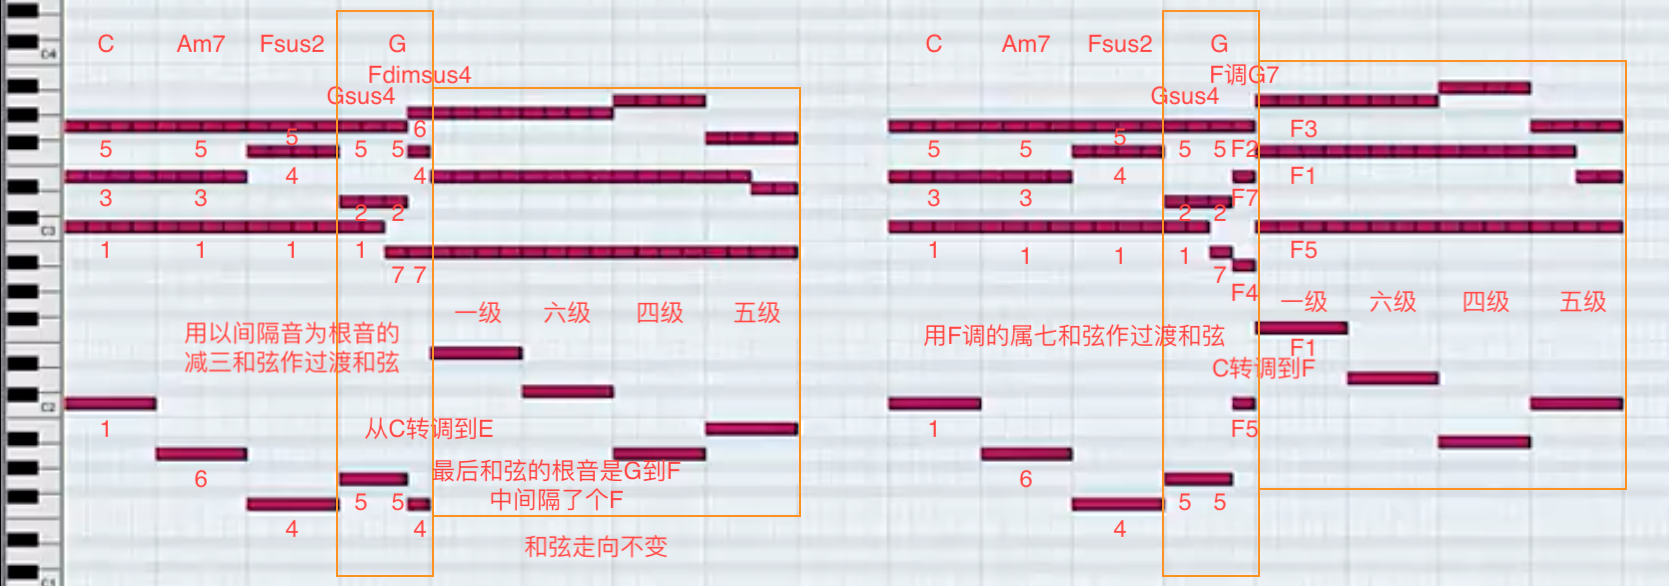 C Am7 Fsus2 G
Fdimsus4
Gsus4
C4
6
5 5 5 5 5
4 4
3 3
2 2
C3
1 1 1 1
7 7
一级 六级 四级 五级
用以间隔音为根音的
减三和弦作过渡和弦
C2
1
从C转调到E
6
最后和弦的根音是G到F
中间隔了个F
5 5
4 4
和弦走向不变
C1
C Am7 Fsus2 G
F调G7
Gsus4
F3
5 5 5 5 5 F2
4 F1
3 3 F7
2 2
1 1 1 1 F5
7
F4
一级 六级 四级 五级
用F调的属七和弦作过渡和弦
F1
C转调到F
1 F5
6
5 5
4